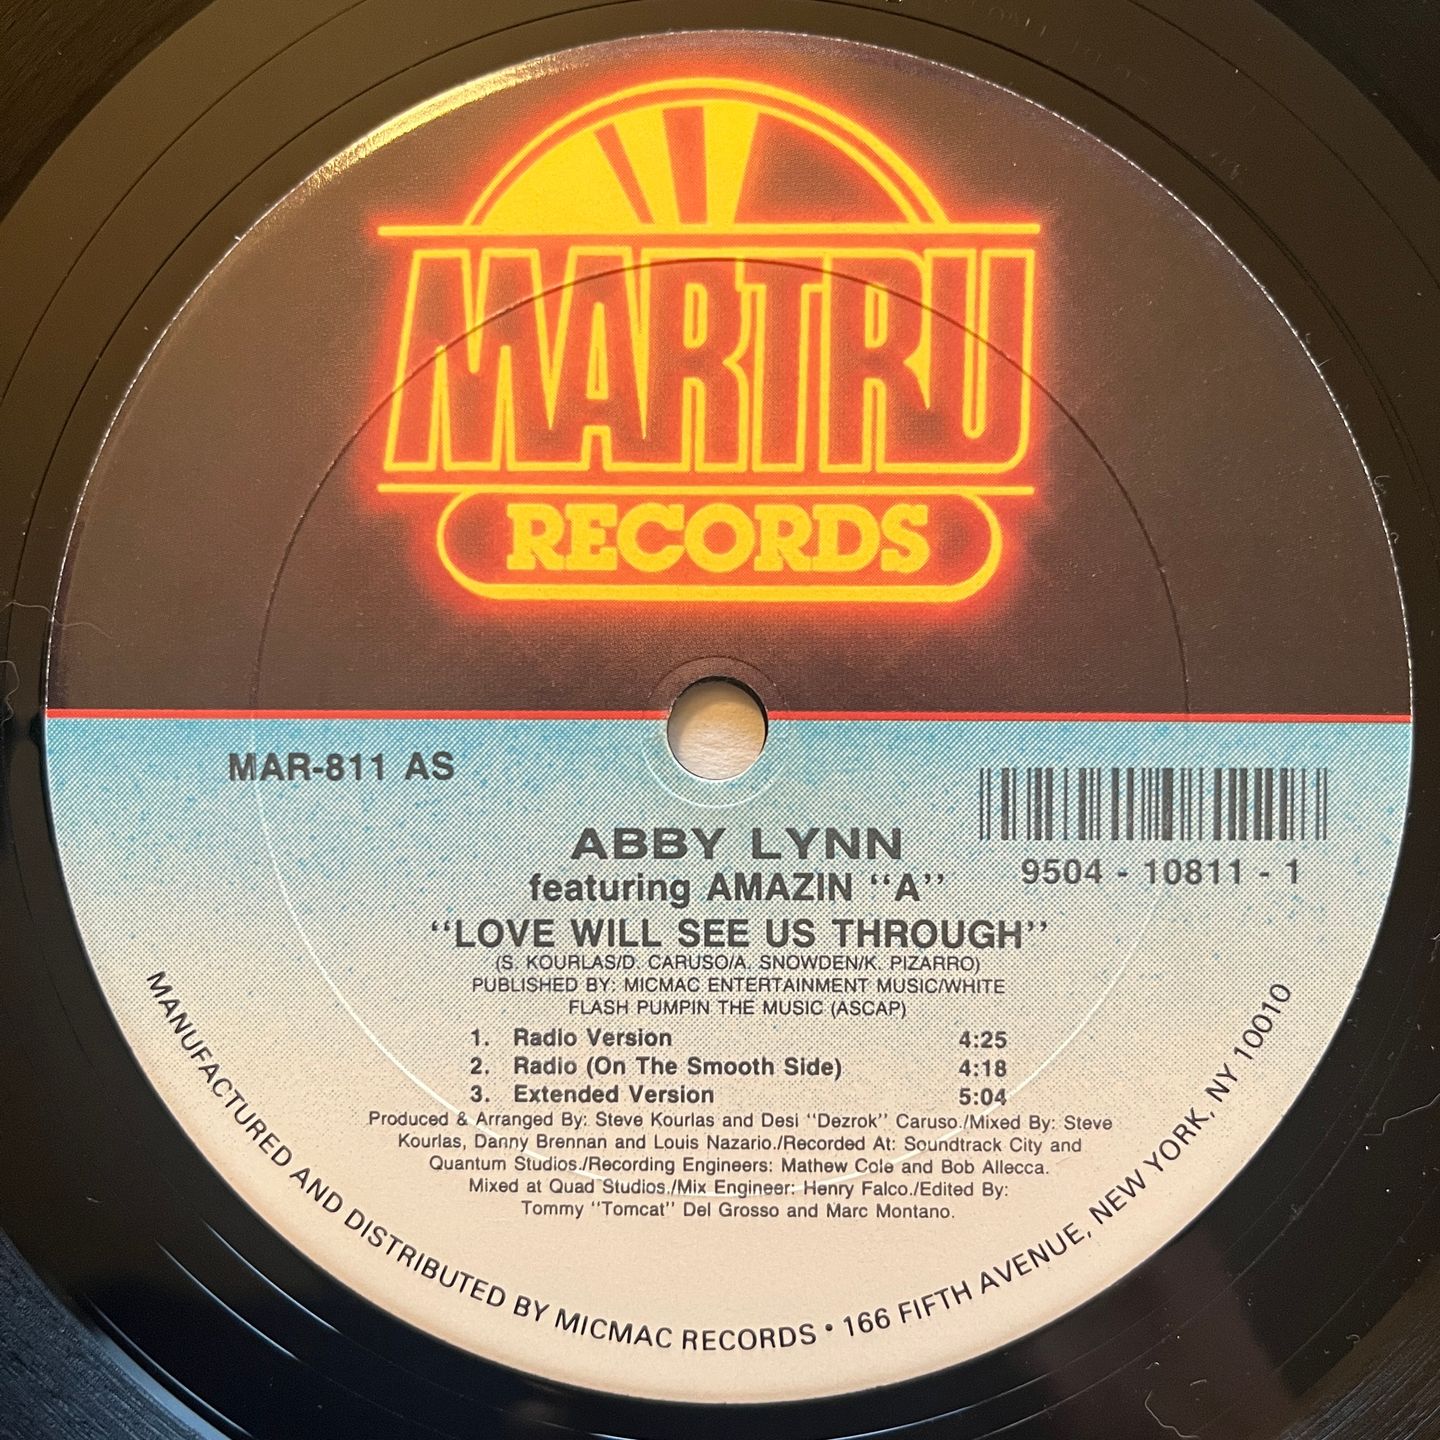 MARTRU
RECORDS
MAR-811 AS
9504 - 10811 - 1
ABBY LYNN
featuring AMAZIN "A"
"LOVE WILL SEE US THROUGH"
(S. KOURLAS/D. CARUSO/A. SNOWDEN/K. PIZARRO)
PUBLISHED BY: MICMAC ENTERTAINMENT MUSIC/WHITE
FLASH PUMPIN THE MUSIC (ASCAP)
1. Radio Version 4:25
2. Radio (On The Smooth Side) 4:18
3. Extended Version 5:04
Produced & Arranged By: Steve Kourlas and Desi "Dezrok" Caruso./Mixed By: Steve
Kourlas, Danny Brennan and Louis Nazario./Recorded At: Soundtrack City and
Quantum Studios./Recording Engineers: Mathew Cole and Bob Allecca.
Mixed at Quad Studios./Mix Engineer: Henry Falco./Edited By:
Tommy "Tomcat" Del Grosso and Marc Montano.
MANUFACTURED AND DISTRIBUTED BY MICMAC RECORDS • 166 FIFTH AVENUE, NEW YORK, NY 10010